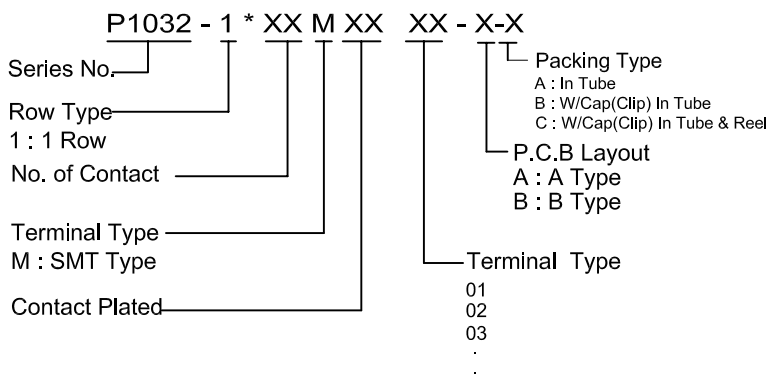 P1032 - 1 * XX M XX XX - X-X
Series No.
Row Type
1 : 1 Row
No. of Contact
Terminal Type
M : SMT Type
Contact Plated
Packing Type
A : In Tube
B : W/Cap(Clip) In Tube
C : W/Cap(Clip) In Tube & Reel
P.C.B Layout
A : A Type
B : B Type
Terminal Type
01
02
03
.
.